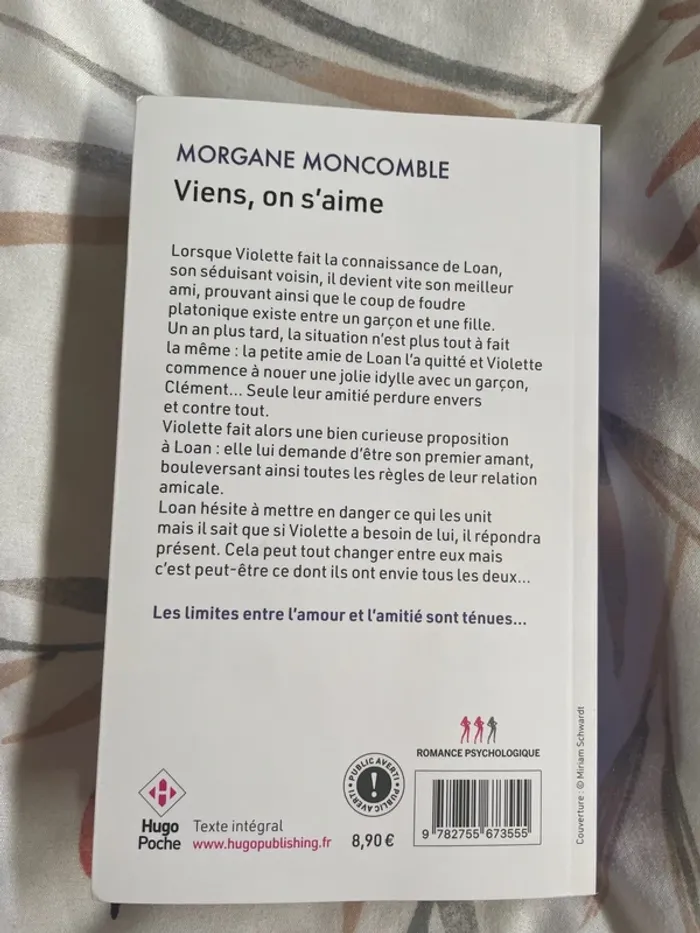 MORGANE MONCOMBLE
Viens, on s'aime
Lorsque Violette fait la connaissance de Loan,
son séduisant voisin, il devient vite son meilleur
ami, prouvant ainsi que le coup de foudre
platonique existe entre un garçon et une fille.
Un an plus tard, la situation n'est plus tout à fait
la même : la petite amie de Loan l'a quitté et Violette
commence à nouer une jolie idylle avec un garçon,
Clément... Seule leur amitié perdure envers
et contre tout.
Violette fait alors une bien curieuse proposition
à Loan : elle lui demande d'être son premier amant,
bouleversant ainsi toutes les règles de leur relation
amicale.
Loan hésite à mettre en danger ce qui les unit
mais il sait que si Violette a besoin de lui, il répondra
présent. Cela peut tout changer entre eux mais
c'est peut-être ce dont ils ont envie tous les deux...
Les limites entre l'amour et l'amitié sont ténues...
ROMANCE PSYCHOLOGIQUE
PUBLIC AVERTI • PUBLIC AVERTI •
!
H
Hugo
Poche
Texte intégral
www.hugopublishing.fr
8,90 €
9 782755 673555
Couverture : © Miriam Schwardt